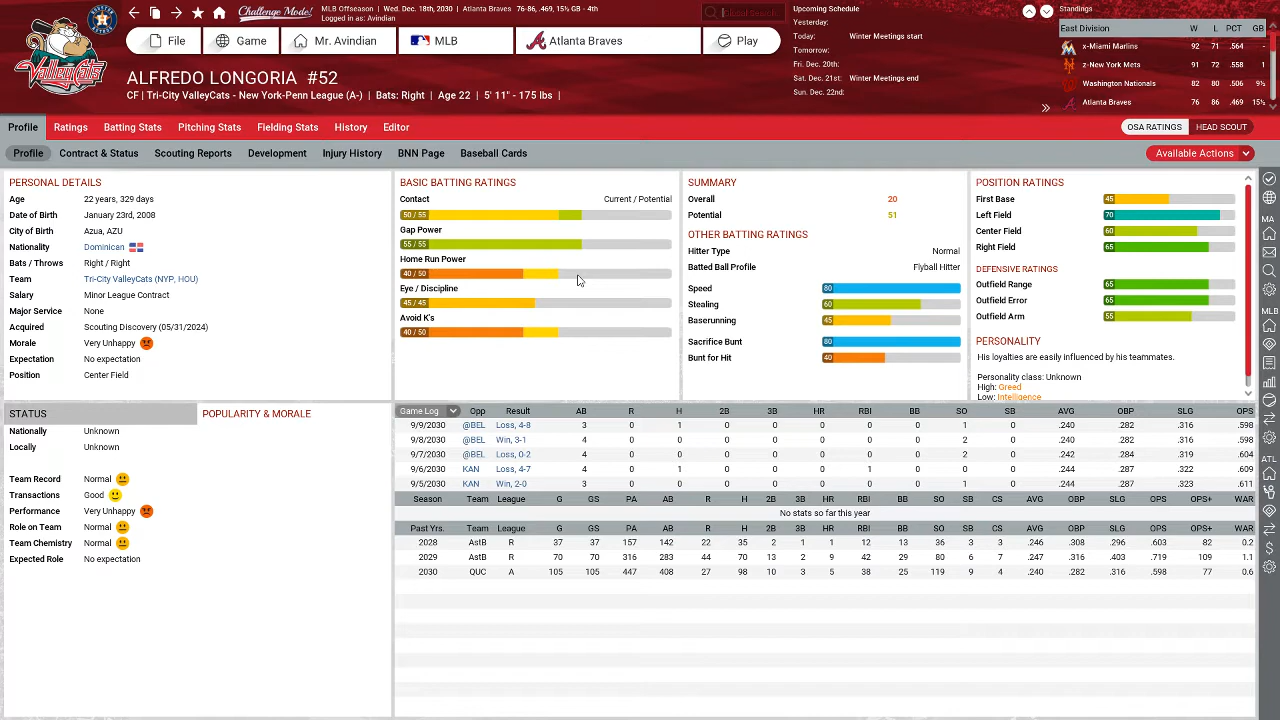 Challenge Mode!
MLB Offseason | Wed. Dec. 18th, 2030 | Atlanta Braves 76-86, .469, 15½ GB - 4th
Logged in as: Avindian
Global Search
File
Game
Mr. Avindian
MLB
Atlanta Braves
Play
Upcoming Schedule
Yesterday:
Today: Winter Meetings start
Tomorrow:
Fri. Dec. 20th:
Sat. Dec. 21st: Winter Meetings end
Sun. Dec. 22nd:
Standings
East Division W L PCT GB
x-Miami Marlins 92 71 .564 -
z-New York Mets 91 72 .558 1
Washington Nationals 82 80 .506 9½
Atlanta Braves 76 86 .469 15½
ValleyCats
ALFREDO LONGORIA #52
CF | Tri-City ValleyCats - New York-Penn League (A-) | Bats: Right | Age 22 | 5' 11" - 175 lbs |
Profile Ratings Batting Stats Pitching Stats Fielding Stats History Editor
OSA RATINGS HEAD SCOUT
Profile Contract & Status Scouting Reports Development Injury History BNN Page Baseball Cards
Available Actions
PERSONAL DETAILS
Age 22 years, 329 days
Date of Birth January 23rd, 2008
City of Birth Azua, AZU
Nationality Dominican
Bats / Throws Right / Right
Team Tri-City ValleyCats (NYP, HOU)
Salary Minor League Contract
Major Service None
Acquired Scouting Discovery (05/31/2024)
Morale Very Unhappy
Expectation No expectation
Position Center Field
BASIC BATTING RATINGS
Contact Current / Potential
50 / 55
Gap Power
55 / 55
Home Run Power
40 / 50
Eye / Discipline
45 / 45
Avoid K's
40 / 50
SUMMARY
Overall 20
Potential 51
OTHER BATTING RATINGS
Hitter Type Normal
Batted Ball Profile Flyball Hitter
Speed 80
Stealing 60
Baserunning 45
Sacrifice Bunt 80
Bunt for Hit 40
POSITION RATINGS
First Base 45
Left Field 70
Center Field 60
Right Field 65
DEFENSIVE RATINGS
Outfield Range 65
Outfield Error 65
Outfield Arm 55
PERSONALITY
His loyalties are easily influenced by his teammates.
Personality class: Unknown
High: Greed
Low: Intelligence
STATUS
POPULARITY & MORALE
Nationally Unknown
Locally Unknown
Team Record Normal
Transactions Good
Performance Very Unhappy
Role on Team Normal
Team Chemistry Normal
Expected Role No expectation
Game Log Opp Result AB R H 2B 3B HR RBI BB SO SB AVG OBP SLG OPS
9/9/2030 @BEL Loss, 4-8 3 0 1 0 0 0 0 0 1 0 .240 .282 .316 .598
9/8/2030 @BEL Win, 3-1 4 0 0 0 0 0 0 0 2 0 .240 .282 .316 .598
9/7/2030 @BEL Loss, 0-2 4 0 0 0 0 0 0 0 2 0 .242 .284 .319 .604
9/6/2030 KAN Loss, 4-7 4 0 1 0 0 0 1 0 0 0 .244 .287 .322 .609
9/5/2030 KAN Win, 2-0 4 0 0 0 0 0 0 0 1 0 .244 .287 .323 .611
Season Team League G GS PA AB R H 2B 3B HR RBI BB SO SB CS AVG OBP SLG OPS OPS+ WAR
No stats so far this year
Past Yrs. Team League G GS PA AB R H 2B 3B HR RBI BB SO SB CS AVG OBP SLG OPS OPS+ WAR
2028 AstB R 37 37 157 142 22 35 2 1 1 12 13 36 3 3 .246 .308 .296 .603 82 0.2
2029 AstB R 70 70 316 283 44 70 13 2 9 42 29 80 6 7 .247 .316 .403 .719 109 1.1
2030 QUC A 105 105 447 408 27 98 10 3 5 38 25 119 9 4 .240 .282 .316 .598 77 0.6
MA
MLB
ATL